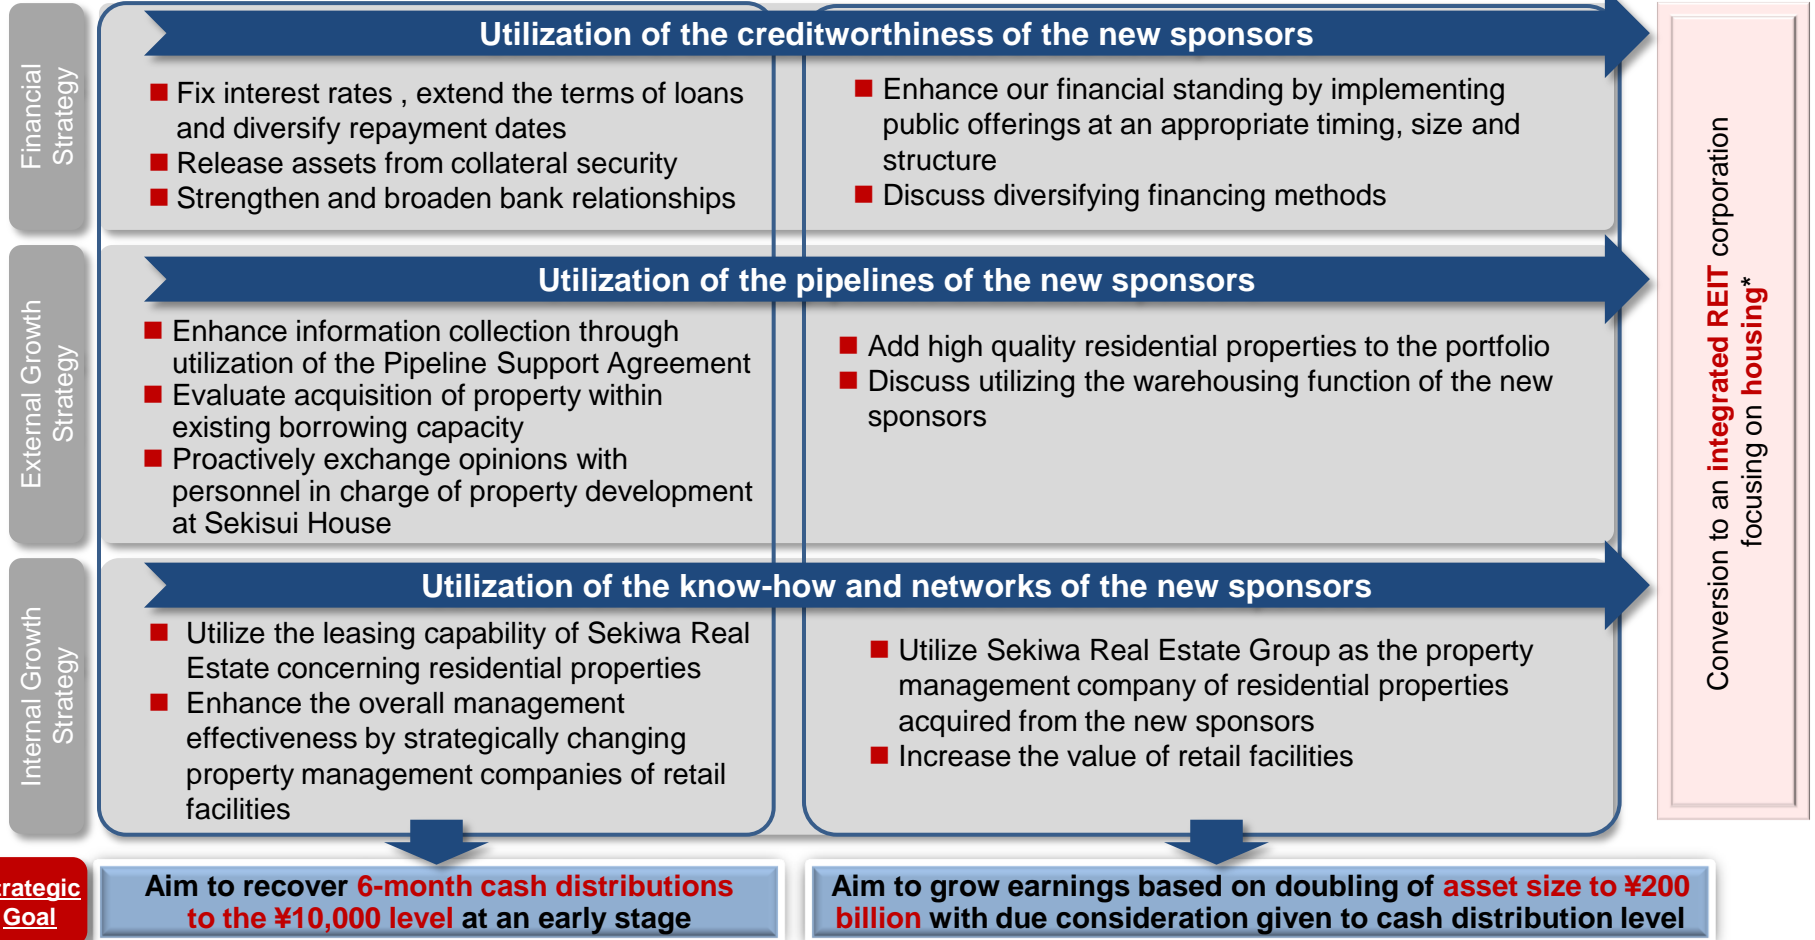 Financial
Strategy
Utilization of the creditworthiness of the new sponsors
■ Fix interest rates , extend the terms of loans
and diversify repayment dates
■ Release assets from collateral security
■ Strengthen and broaden bank relationships
■ Enhance our financial standing by implementing
public offerings at an appropriate timing, size and
structure
■ Discuss diversifying financing methods
External Growth
Strategy
Utilization of the pipelines of the new sponsors
■ Enhance information collection through
utilization of the Pipeline Support Agreement
■ Evaluate acquisition of property within
existing borrowing capacity
■ Proactively exchange opinions with
personnel in charge of property development
at Sekisui House
■ Add high quality residential properties to the portfolio
■ Discuss utilizing the warehousing function of the new
sponsors
Internal Growth
Strategy
Utilization of the know-how and networks of the new sponsors
■ Utilize the leasing capability of Sekiwa Real
Estate concerning residential properties
■ Enhance the overall management
effectiveness by strategically changing
property management companies of retail
facilities
■ Utilize Sekiwa Real Estate Group as the property
management company of residential properties
acquired from the new sponsors
■ Increase the value of retail facilities
Conversion to an integrated REIT corporation
focusing on housing*
trategic
Goal
Aim to recover 6-month cash distributions
to the ¥10,000 level at an early stage
Aim to grow earnings based on doubling of asset size to ¥200
billion with due consideration given to cash distribution level